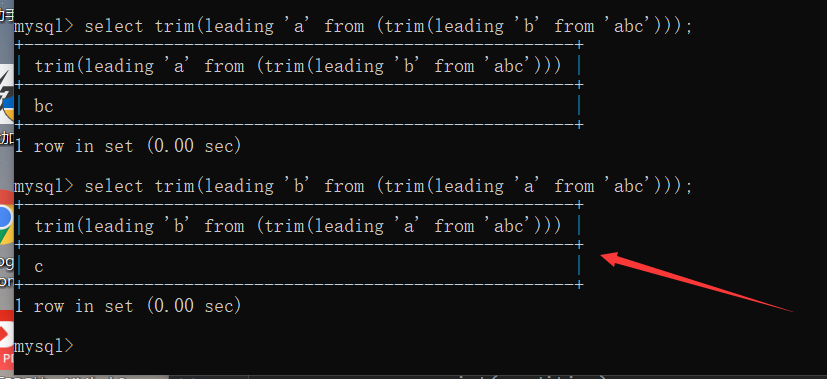 mysql> select trim(leading 'a' from (trim(leading 'b' from 'abc')));
+------------------------------------------------------+
| trim(leading 'a' from (trim(leading 'b' from 'abc'))) |
+------------------------------------------------------+
| bc |
+------------------------------------------------------+
1 row in set (0.00 sec)
mysql> select trim(leading 'b' from (trim(leading 'a' from 'abc')));
+------------------------------------------------------+
| trim(leading 'b' from (trim(leading 'a' from 'abc'))) |
+------------------------------------------------------+
| c |
+------------------------------------------------------+
1 row in set (0.00 sec)
mysql>